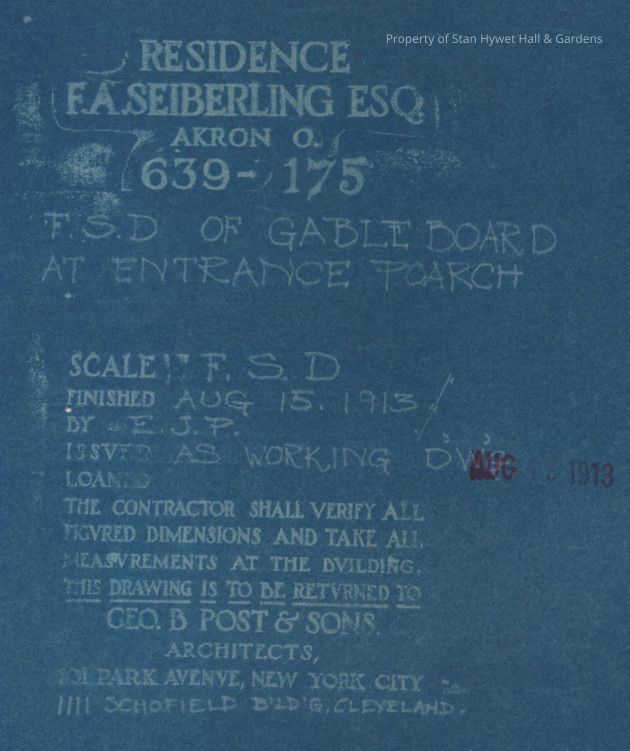 Property of Stan Hywet Hall & Gardens
RESIDENCE
F.A.SEIBERLING ESQ.
AKRON O.
639-175
F.S.D OF GABLE BOARD
AT ENTRANCE POARCH
SCALE F.S.D
FINISHED AUG 15. 1913
BY E.J.P.
ISSVED AS WORKING
AUG 1913
LOANED
THE CONTRACTOR SHALL VERIFY ALL
FIGVRED DIMENSIONS AND TAKE ALL
MEASVREMENTS AT THE BVILDING.
THIS DRAWING IS TO BE RETVRNED TO
GEO. B POST & SONS.
ARCHITECTS,
101 PARK AVENVE, NEW YORK CITY
1111 SCHOFIELD B'LD'G, CLEVELAND.